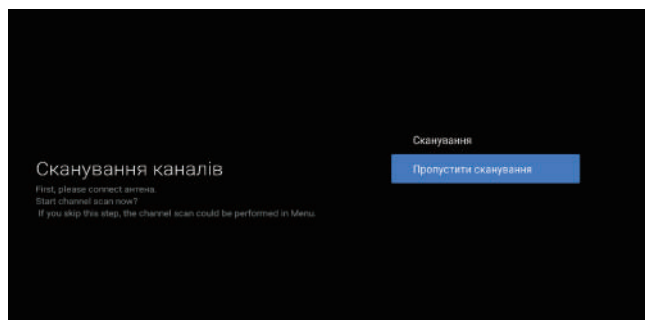 Сканування
Сканування каналів
Пропустити сканування
First, please connect антена.
Start channel scan now?
If you skip this step, the channel scan could be performed in Menu.